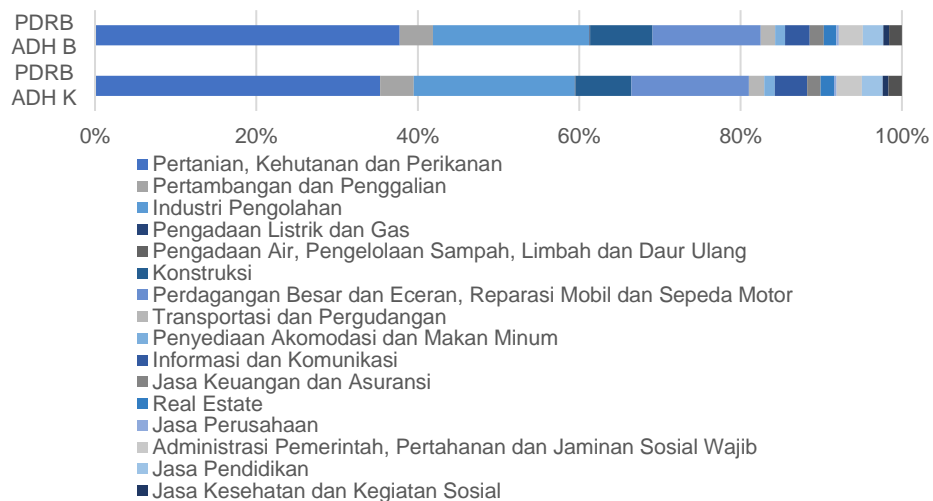 PDRB
ADH B
PDRB
ADH K
0% 20% 40% 60% 80% 100%
Pertanian, Kehutanan dan Perikanan
Pertambangan dan Penggalian
Industri Pengolahan
Pengadaan Listrik dan Gas
Pengadaan Air, Pengelolaan Sampah, Limbah dan Daur Ulang
Konstruksi
Perdagangan Besar dan Eceran, Reparasi Mobil dan Sepeda Motor
Transportasi dan Pergudangan
Penyediaan Akomodasi dan Makan Minum
Informasi dan Komunikasi
Jasa Keuangan dan Asuransi
Real Estate
Jasa Perusahaan
Administrasi Pemerintah, Pertahanan dan Jaminan Sosial Wajib
Jasa Pendidikan
Jasa Kesehatan dan Kegiatan Sosial